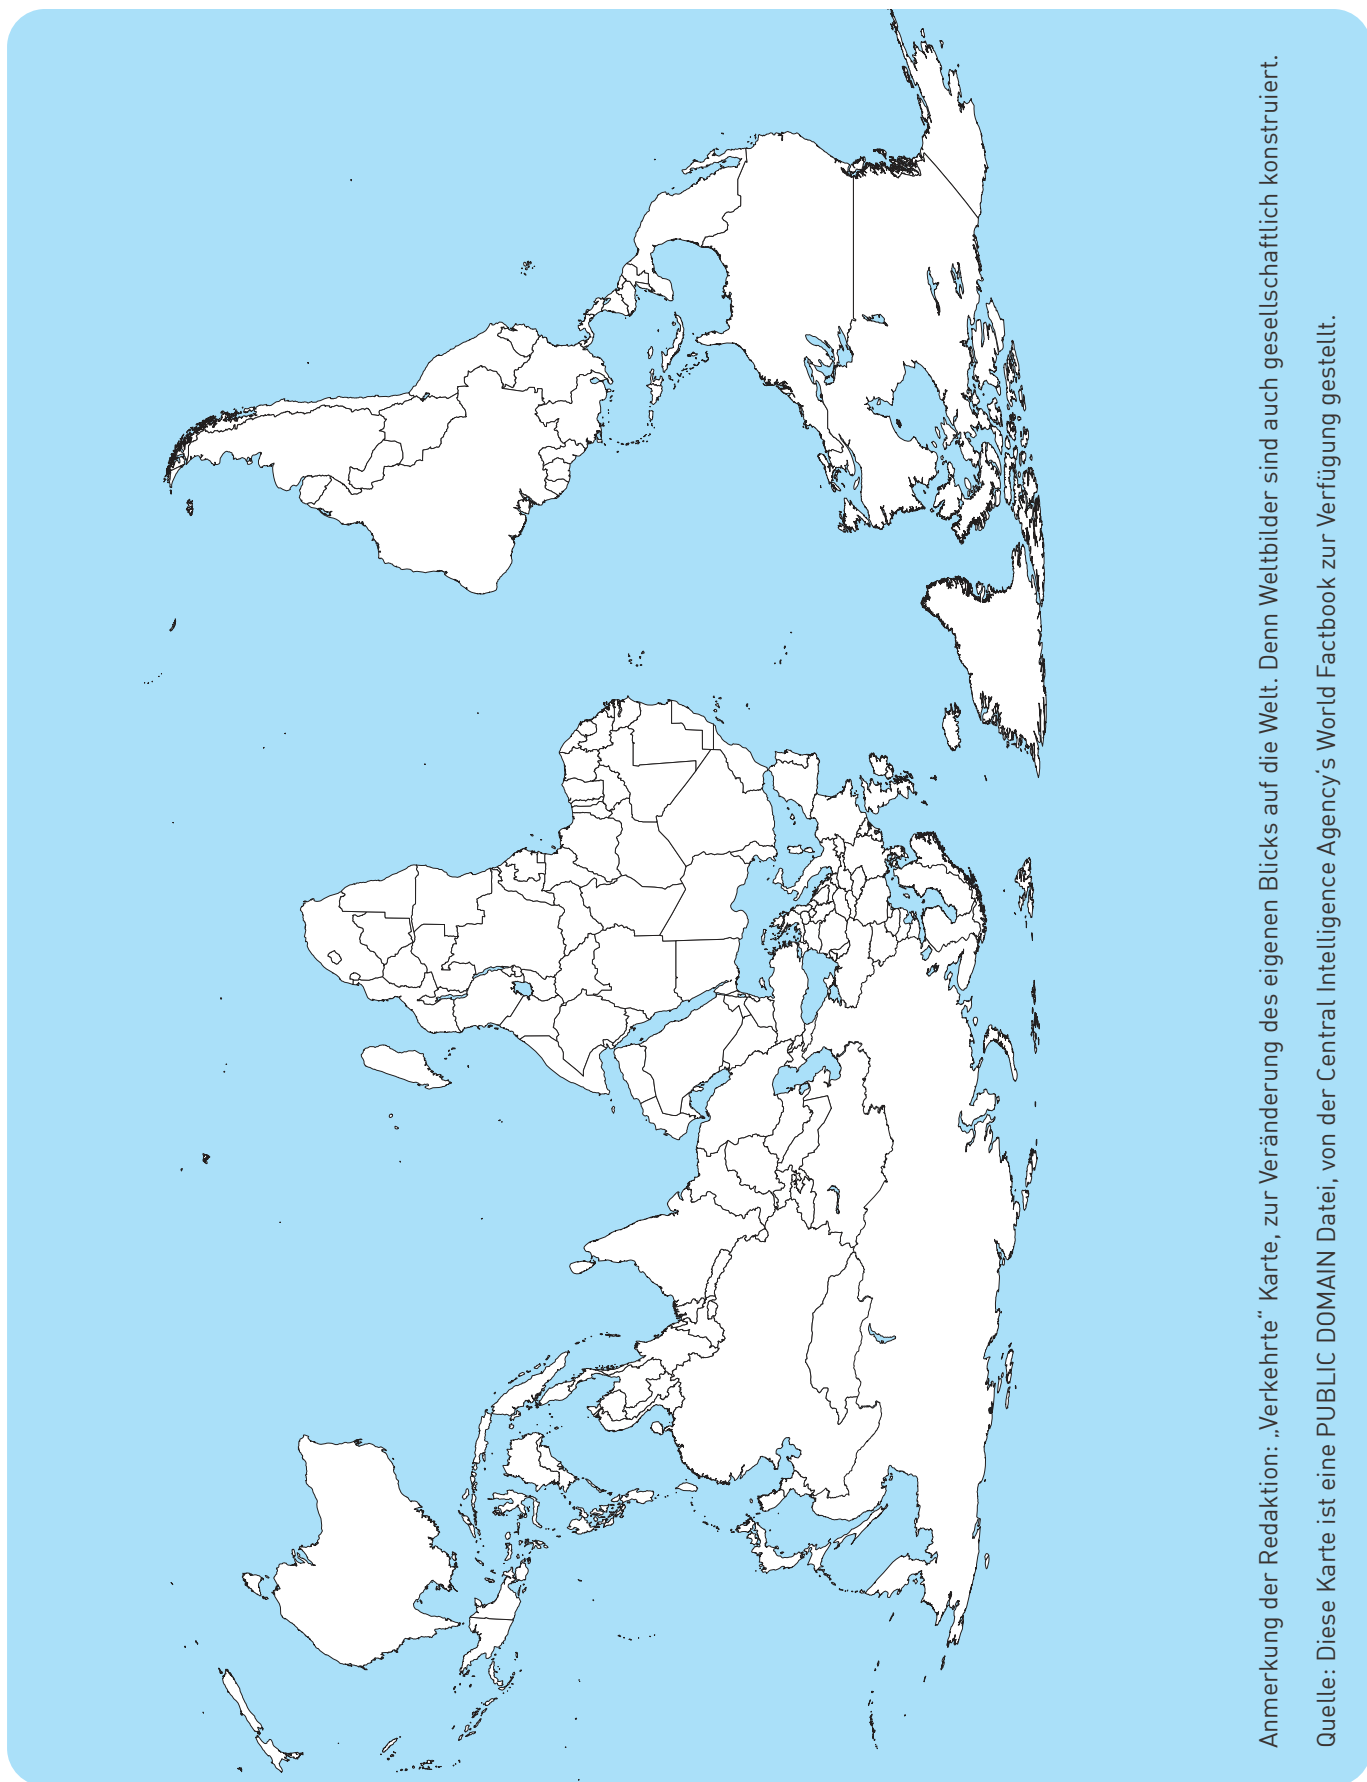 Anmerkung der Redaktion: „Verkehrte“ Karte, zur Veränderung des eigenen Blicks auf die Welt. Denn Weltbilder sind auch gesellschaftlich konstruiert.
Quelle: Diese Karte ist eine PUBLIC DOMAIN Datei, von der Central Intelligence Agency's World Factbook zur Verfügung gestellt.